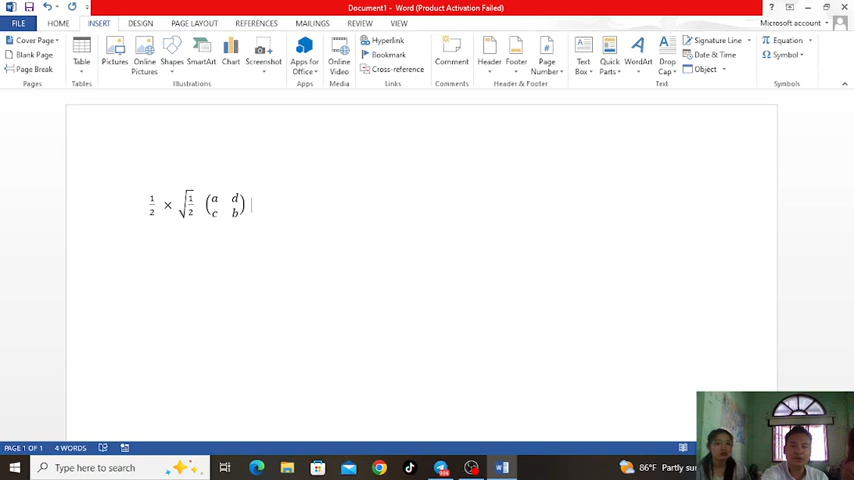 Document1 - Word (Product Activation Failed)
FILE HOME INSERT DESIGN PAGE LAYOUT REFERENCES MAILINGS REVIEW VIEW Microsoft account
Cover Page
Blank Page
Page Break
Pages
Table
Tables
Pictures Online Pictures Shapes SmartArt Chart Screenshot
Illustrations
Apps for Office
Apps
Online Video
Media
Hyperlink
Bookmark
Cross-reference
Links
Comment
Comments
Header Footer Page Number
Header & Footer
Text Box Quick Parts WordArt Drop Cap
Signature Line
Date & Time
Object
Text
Equation
Symbol
Symbols
1/2 × √(1/2) (a d
c b)
PAGE 1 OF 1 4 WORDS
Type here to search
86°F Partly sun